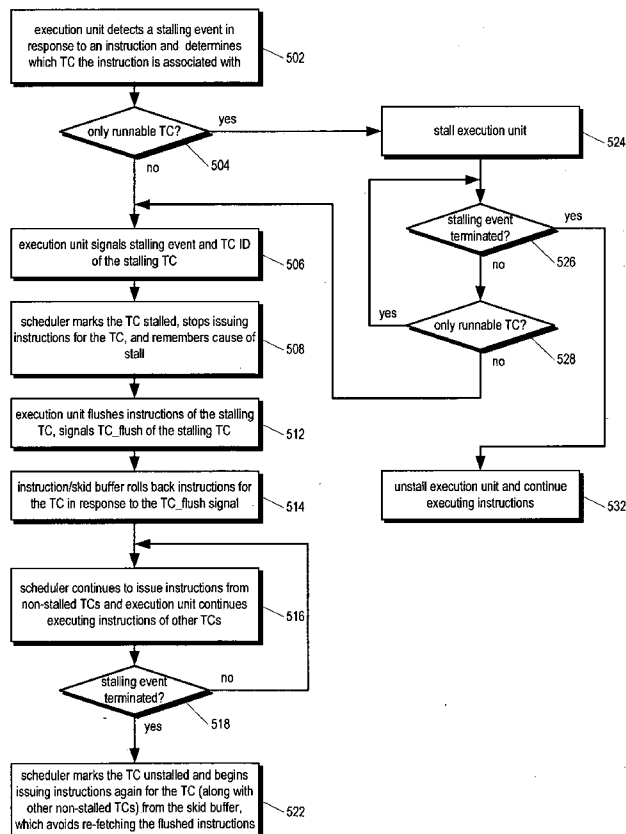 execution unit detects a stalling event in
response to an instruction and determines
which TC the instruction is associated with
502
only runnable TC?
504
yes
no
stall execution unit
524
stalling event
terminated?
526
yes
no
only runnable TC?
528
yes
no
execution unit signals stalling event and TC ID
of the stalling TC
506
scheduler marks the TC stalled, stops issuing
instructions for the TC, and remembers cause of
stall
508
execution unit flushes instructions of the stalling
TC, signals TC_flush of the stalling TC
512
instruction/skid buffer rolls back instructions for
the TC in response to the TC_flush signal
514
unstall execution unit and continue
executing instructions
532
scheduler continues to issue instructions from
non-stalled TCs and execution unit continues
executing instructions of other TCs
516
stalling event
terminated?
518
no
yes
scheduler marks the TC unstalled and begins
issuing instructions again for the TC (along with
other non-stalled TCs) from the skid buffer,
which avoids re-fetching the flushed instructions
522